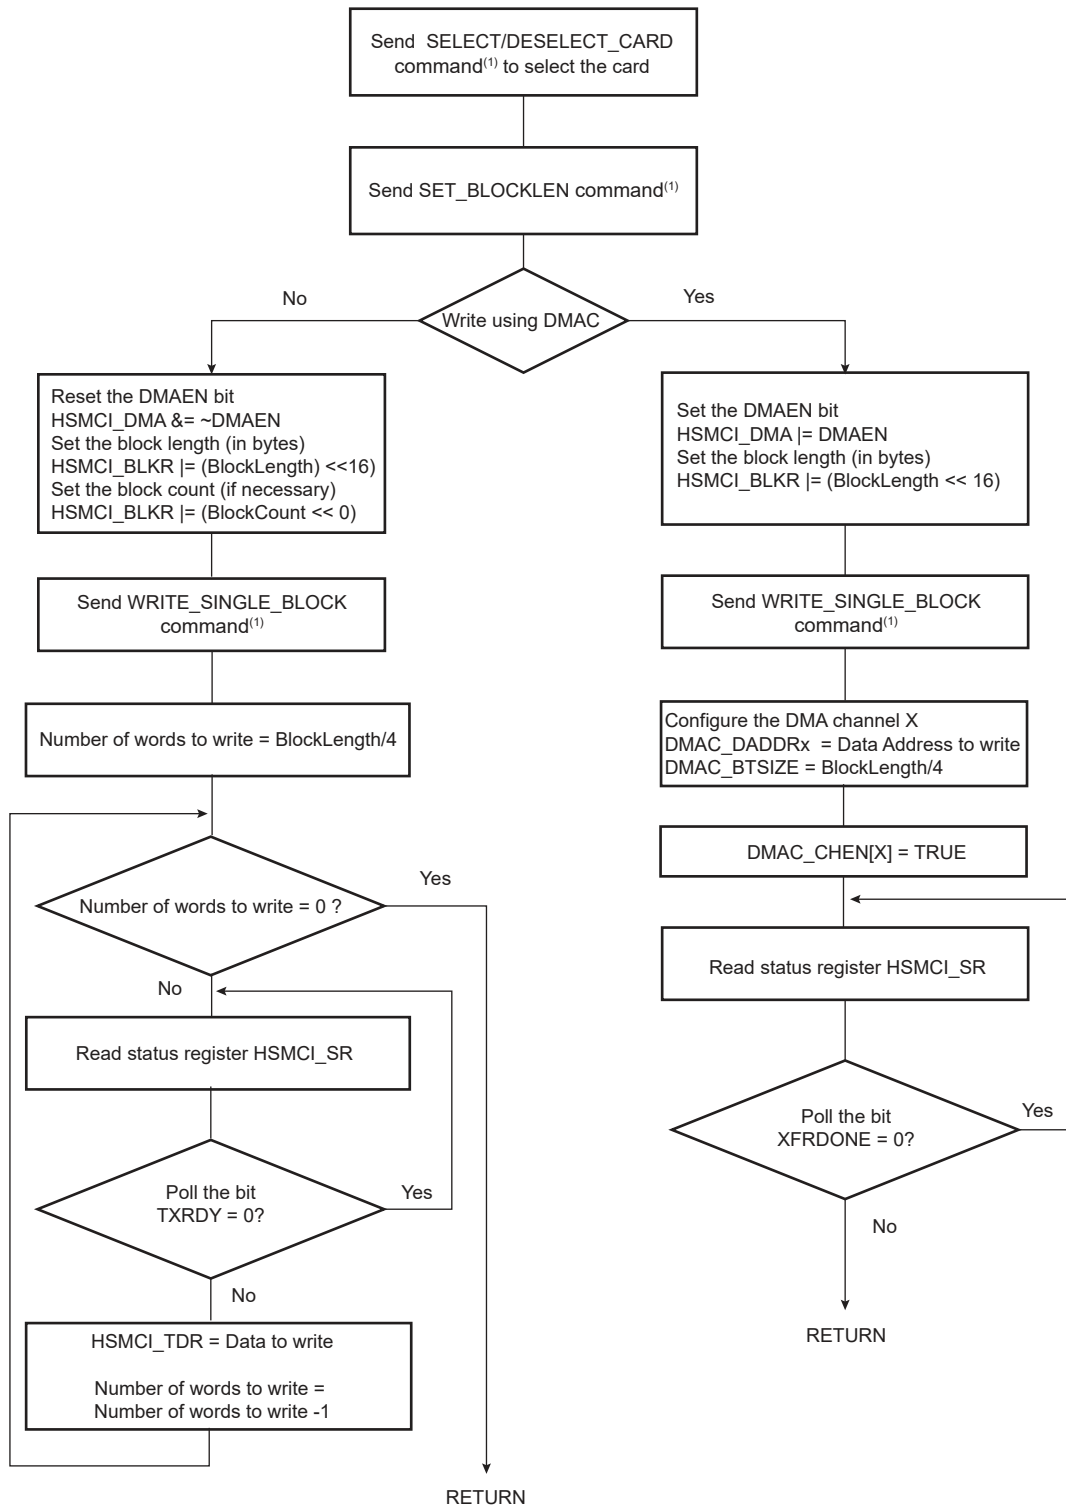 Send SELECT/DESELECT_CARD
command(1) to select the card
Send SET_BLOCKLEN command(1)
No
Write using DMAC
Yes
Reset the DMAEN bit
HSMCI_DMA &= ~DMAEN
Set the block length (in bytes)
HSMCI_BLKR |= (BlockLength) <<16)
Set the block count (if necessary)
HSMCI_BLKR |= (BlockCount << 0)
Send WRITE_SINGLE_BLOCK
command(1)
Number of words to write = BlockLength/4
Number of words to write = 0 ?
Yes
No
Read status register HSMCI_SR
Poll the bit
TXRDY = 0?
Yes
No
HSMCI_TDR = Data to write
Number of words to write =
Number of words to write -1
RETURN
Set the DMAEN bit
HSMCI_DMA |= DMAEN
Set the block length (in bytes)
HSMCI_BLKR |= (BlockLength << 16)
Send WRITE_SINGLE_BLOCK
command(1)
Configure the DMA channel X
DMAC_DADDRx = Data Address to write
DMAC_BTSIZE = BlockLength/4
DMAC_CHEN[X] = TRUE
Read status register HSMCI_SR
Poll the bit
XFRDONE = 0?
Yes
No
RETURN